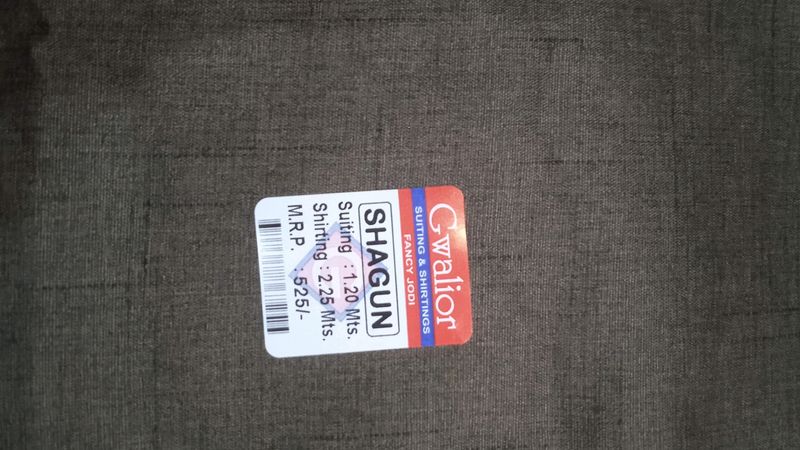 Gwalior
SUITING & SHIRTINGS
FANCY JODI
SHAGUN
Suiting : 1.20 Mts.
Shirting : 2.25 Mts.
M.R.P. : 525/-